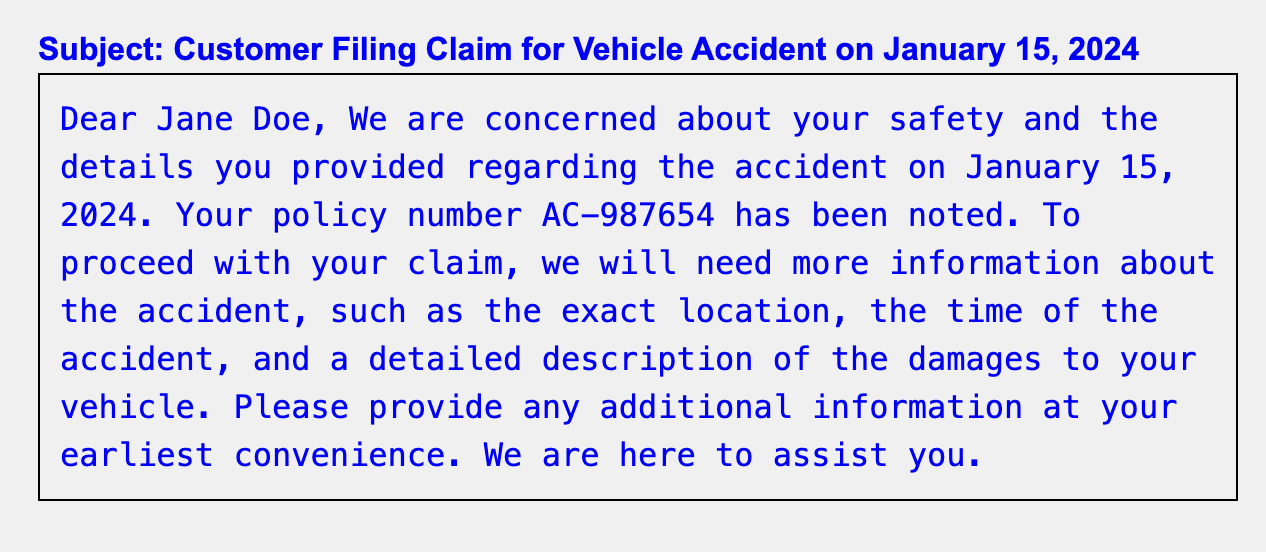 Subject: Customer Filing Claim for Vehicle Accident on January 15, 2024
Dear Jane Doe, We are concerned about your safety and the
details you provided regarding the accident on January 15,
2024. Your policy number AC–987654 has been noted. To
proceed with your claim, we will need more information about
the accident, such as the exact location, the time of the
accident, and a detailed description of the damages to your
vehicle. Please provide any additional information at your
earliest convenience. We are here to assist you.